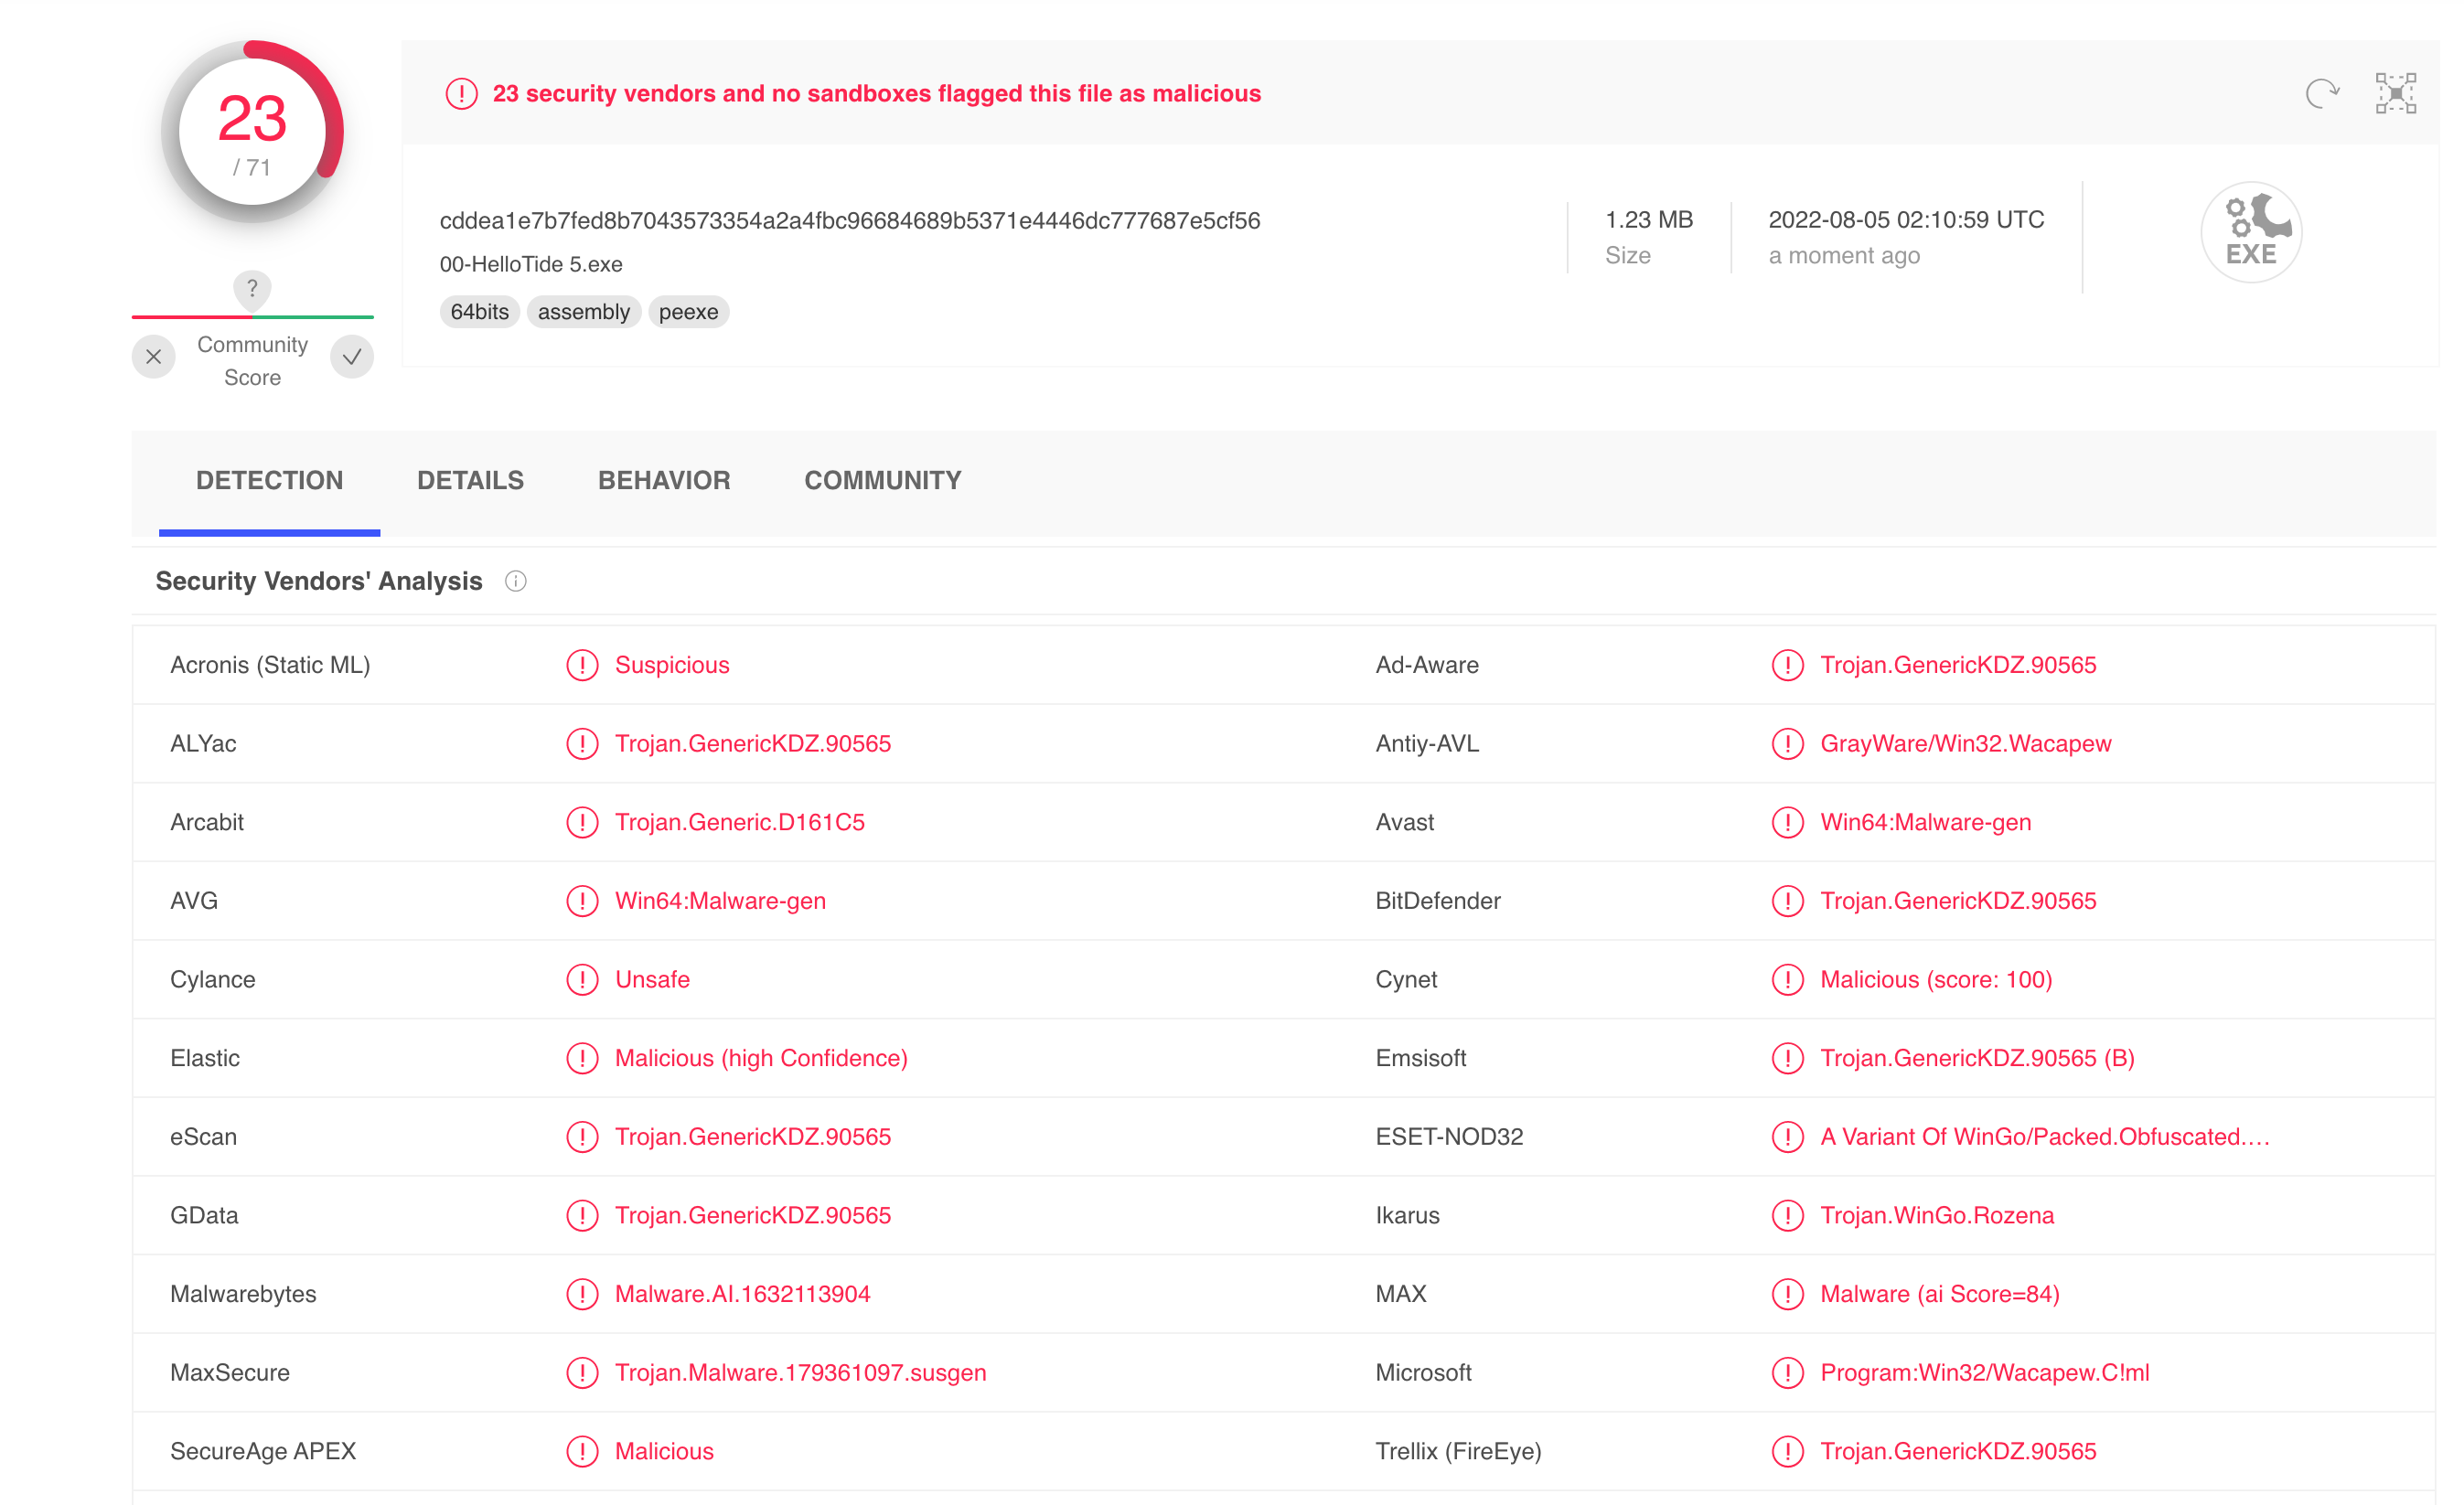 23
/ 71
23 security vendors and no sandboxes flagged this file as malicious
cddea1e7b7fed8b7043573354a2a4fbc96684689b5371e4446dc777687e5cf56
00-HelloTide 5.exe
64bits assembly peexe
1.23 MB
Size
2022-08-05 02:10:59 UTC
a moment ago
EXE
?
Community
Score
DETECTION DETAILS BEHAVIOR COMMUNITY
Security Vendors' Analysis
Acronis (Static ML) Suspicious Ad-Aware Trojan.GenericKDZ.90565
ALYac Trojan.GenericKDZ.90565 Antiy-AVL GrayWare/Win32.Wacapew
Arcabit Trojan.Generic.D161C5 Avast Win64:Malware-gen
AVG Win64:Malware-gen BitDefender Trojan.GenericKDZ.90565
Cylance Unsafe Cynet Malicious (score: 100)
Elastic Malicious (high Confidence) Emsisoft Trojan.GenericKDZ.90565 (B)
eScan Trojan.GenericKDZ.90565 ESET-NOD32 A Variant Of WinGo/Packed.Obfuscated.…
GData Trojan.GenericKDZ.90565 Ikarus Trojan.WinGo.Rozena
Malwarebytes Malware.AI.1632113904 MAX Malware (ai Score=84)
MaxSecure Trojan.Malware.179361097.susgen Microsoft Program:Win32/Wacapew.C!ml
SecureAge APEX Malicious Trellix (FireEye) Trojan.GenericKDZ.90565